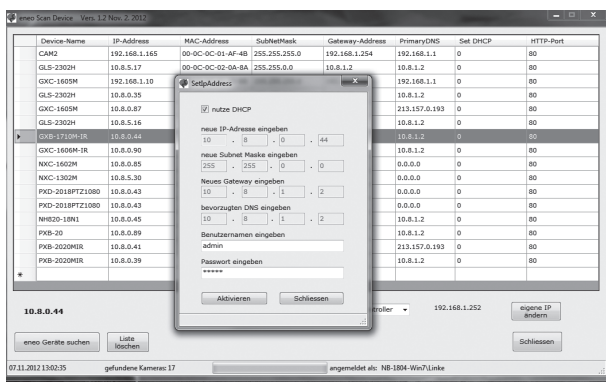 eneo Scan Device Vers. 1.2 Nov. 2. 2012
Device-Name IP-Address MAC-Address SubNetMask Gateway-Address PrimaryDNS Set DHCP HTTP-Port
CAM2 192.168.1.165 00-0C-0C-01-AF-4B 255.255.255.0 192.168.1.254 192.168.1.1 0 80
GLS-2302H 10.8.5.17 00-0C-0C-02-0A-8A 255.255.0.0 10.8.1.2 10.8.1.2 0 80
GXC-1605M 192.168.1.10 192.168.1.1 0 80
GLS-2302H 10.8.0.35 10.8.1.2 0 80
GXC-1605M 10.8.0.87 213.157.0.193 0 80
GLS-2302H 10.8.5.16 10.8.1.2 0 80
GXB-1710M-IR 10.8.0.44 10.8.1.2 0 80
GXC-1606M-IR 10.8.0.90 10.8.1.2 0 80
NXC-1602M 10.8.0.85 0.0.0.0 0 80
NXC-1302M 10.8.5.30 0.0.0.0 0 80
PXD-2018PTZ1080 10.8.0.43 0.0.0.0 0 80
PXD-2018PTZ1080 10.8.0.43 0.0.0.0 0 80
NH820-18N1 10.8.0.45 10.8.1.2 0 80
PXB-20 10.8.0.89 10.8.1.2 0 80
PXB-2020MIR 10.8.0.41 213.157.0.193 0 80
PXB-2020MIR 10.8.0.39 10.8.1.2 0 80
SetIpAddress
nutze DHCP
neue IP-Adresse eingeben
10 . 8 . 0 . 44
neue Subnet Maske eingeben
255 . 255 . 0 . 0
Neues Gateway eingeben
10 . 8 . 1 . 2
bevorzugten DNS eingeben
10 . 8 . 1 . 2
Benutzernamen eingeben
admin
Passwort eingeben
*****
Aktivieren Schliessen
10.8.0.44
troller 192.168.1.252
eigene IP
ändern
eneo Geräte suchen
Liste
löschen
Schliessen
07.11.2012 13:02:35 gefundene Kameras: 17 angemeldet als: NB-1804-Win7\Linke